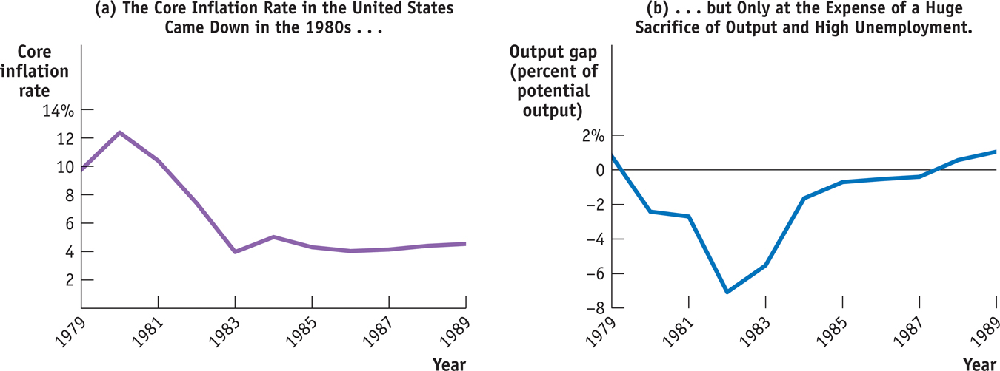 (a) The Core Inflation Rate in the United States
Came Down in the 1980s . . .
Core
inflation
rate
14%
12
10
8
6
4
2
1979
1981
1983
1985
1987
1989
Year
(b) . . . but Only at the Expense of a Huge
Sacrifice of Output and High Unemployment.
Output gap
(percent of
potential
output)
2%
0
–2
–4
–6
–8
1979
1981
1983
1985
1987
1989
Year